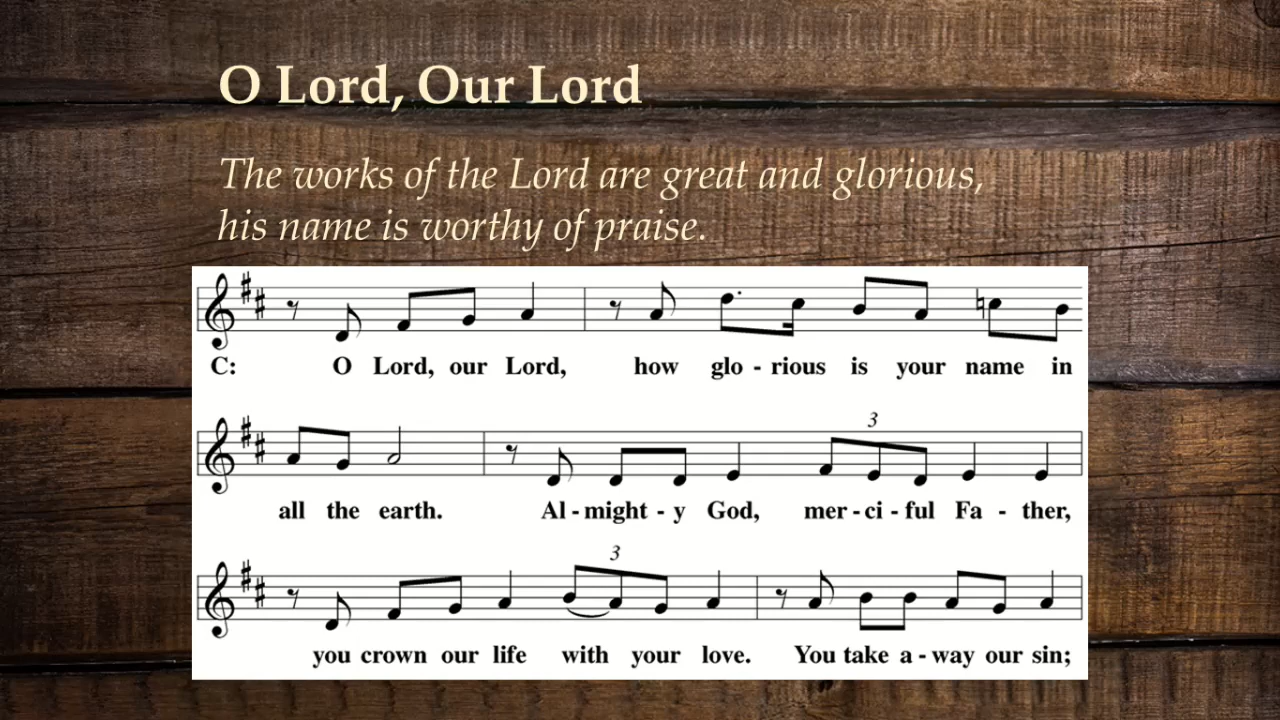 O Lord, Our Lord
The works of the Lord are great and glorious,
his name is worthy of praise.
C: O Lord, our Lord, how glo - rious is your name in
3
all the earth. Al - might - y God, mer - ci - ful Fa - ther,
3
you crown our life with your love. You take a - way our sin;